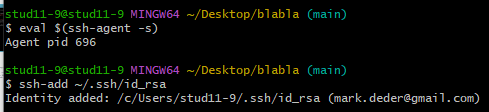 stud11-9@stud11-9 MINGW64 ~/Desktop/blabla (main)
$ eval $(ssh-agent -s)
Agent pid 696
stud11-9@stud11-9 MINGW64 ~/Desktop/blabla (main)
$ ssh-add ~/.ssh/id_rsa
Identity added: /c/Users/stud11-9/.ssh/id_rsa (mark.deder@gmail.com)